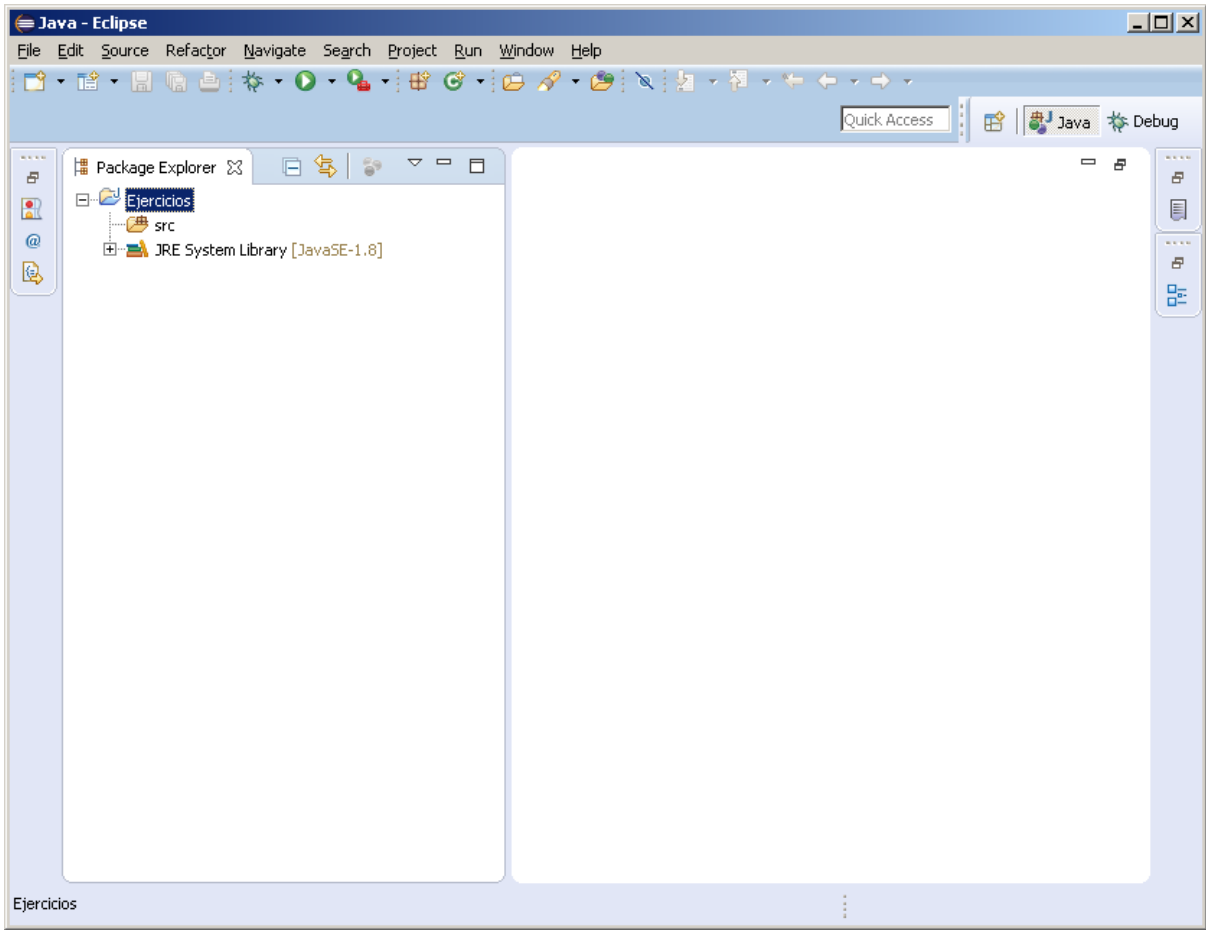 Java - Eclipse
File Edit Source Refactor Navigate Search Project Run Window Help
Quick Access
Java
Debug
Package Explorer
Ejercicios
src
JRE System Library [JavaSE-1.8]
Ejercicios